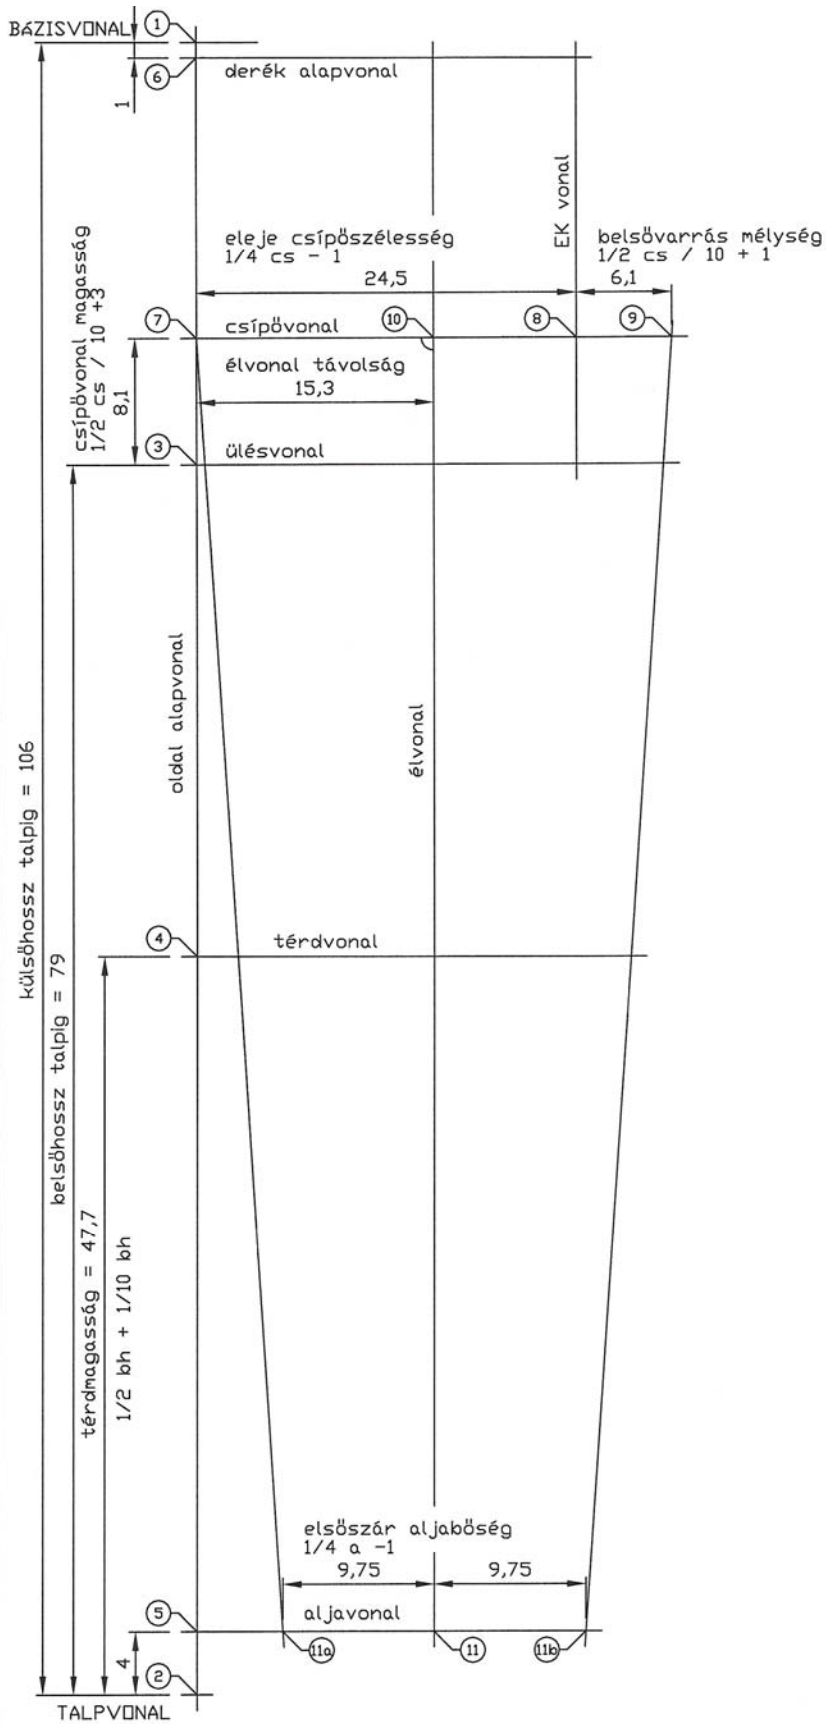 BÁZISVONAL
1
6
derék alapvonal
1
EK vonal
eleje csípőszélesség
1/4 cs - 1
24,5
belsővarrás mélység
1/2 cs / 10 + 1
6,1
csípővonal magasság
1/2 cs / 10 +3
8,1
7
csípővonal
10
8
9
élvonal távolság
15,3
3
ülésvonal
oldal alapvonal
élvonal
külsőhossz talpig = 106
belsőhossz talpig = 79
4
térdvonal
térdmagasság = 47,7
1/2 bh + 1/10 bh
elsőszár aljabőség
1/4 a -1
9,75
9,75
5
aljavonal
11a
11
11b
4
2
TALPVONAL